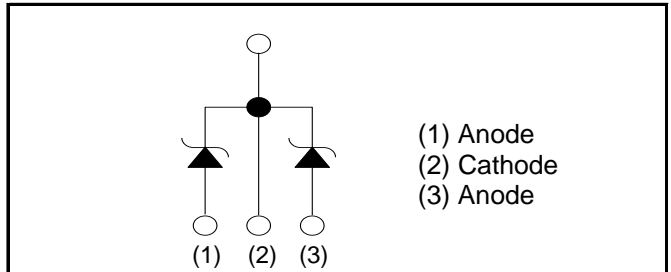 (1) Anode
(2) Cathode
(3) Anode
(1) (2) (3)